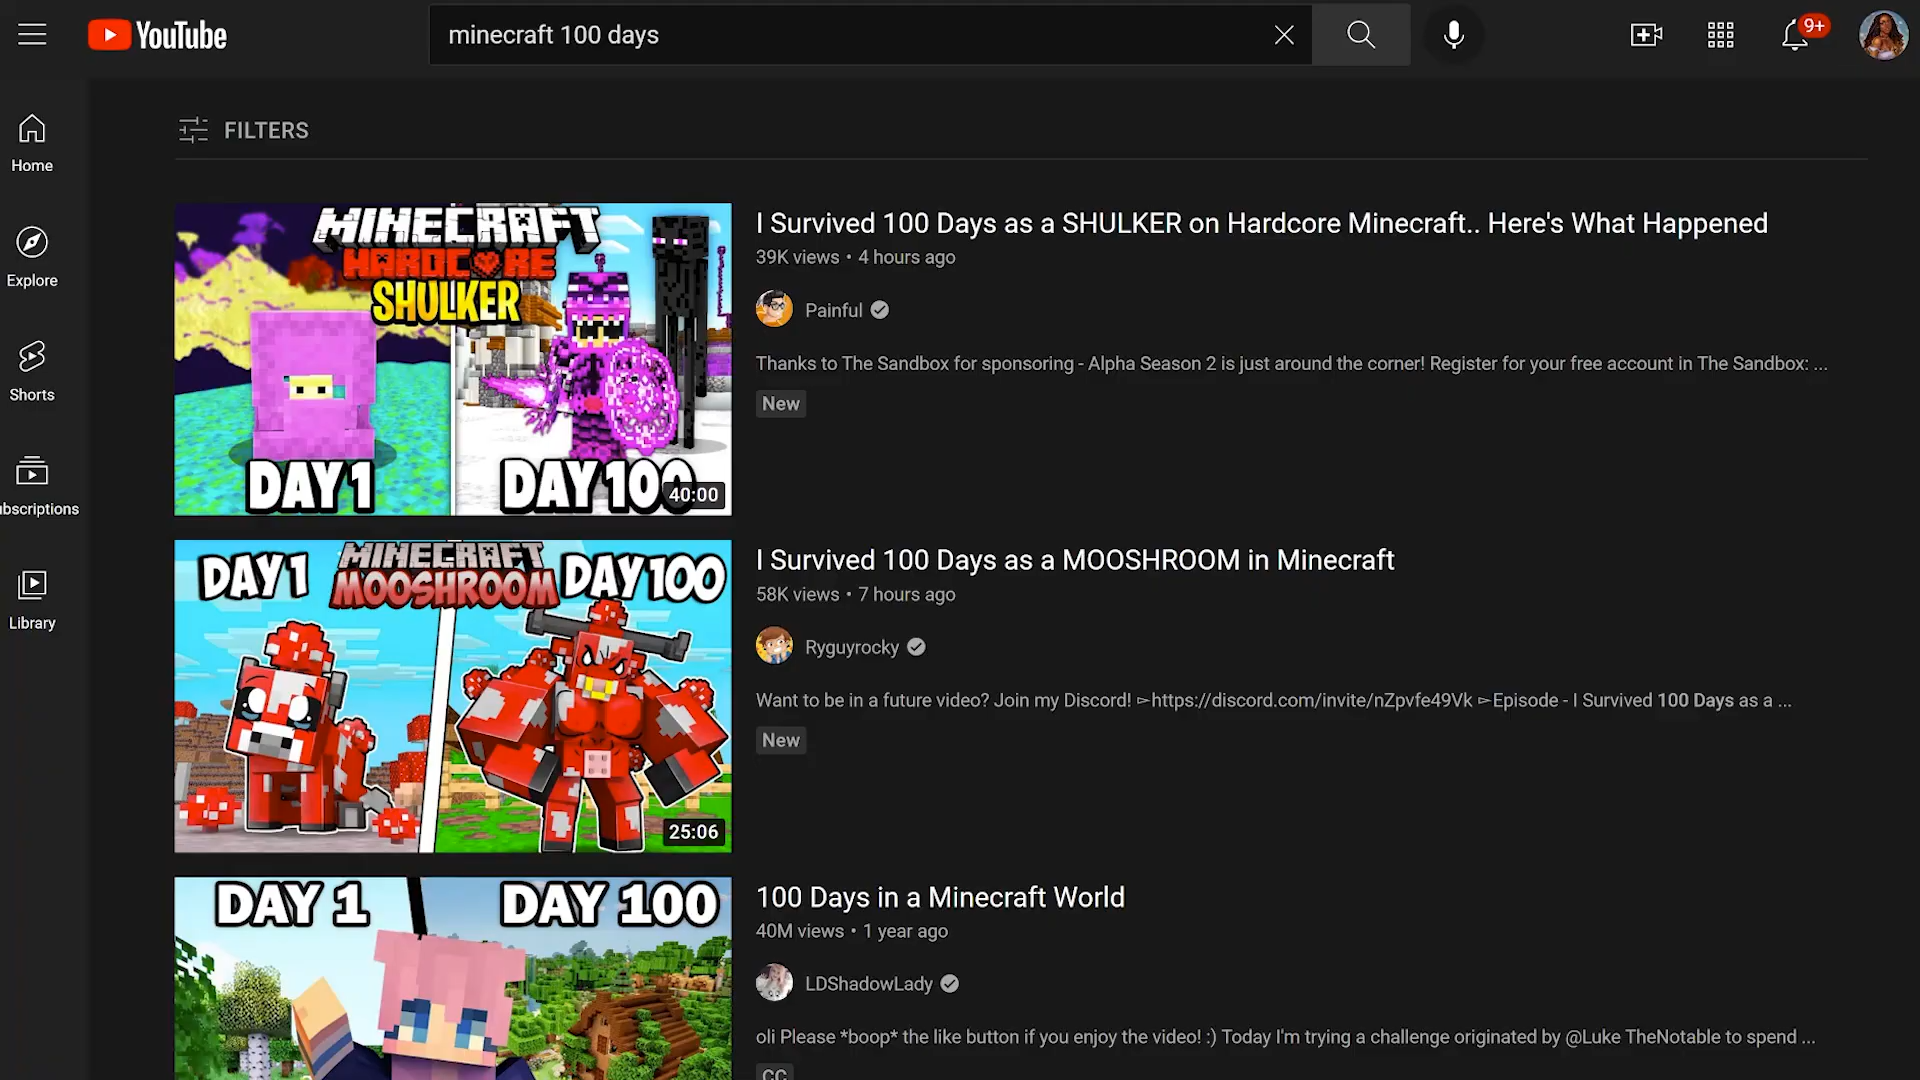 YouTube
minecraft 100 days
9+
Home
Explore
Shorts
bscriptions
Library
FILTERS
MINECRAFT
HARDCORE
SHULKER
DAY 1
DAY 100
40:00
I Survived 100 Days as a SHULKER on Hardcore Minecraft.. Here's What Happened
39K views • 4 hours ago
Painful
Thanks to The Sandbox for sponsoring - Alpha Season 2 is just around the corner! Register for your free account in The Sandbox: ...
New
DAY 1
MINECRAFT
MOOSHROOM
DAY 100
25:06
I Survived 100 Days as a MOOSHROOM in Minecraft
58K views • 7 hours ago
Ryguyrocky
Want to be in a future video? Join my Discord! ►https://discord.com/invite/nZpvfe49Vk ►Episode - I Survived 100 Days as a ...
New
DAY 1
DAY 100
100 Days in a Minecraft World
40M views • 1 year ago
LDShadowLady
oli Please *boop* the like button if you enjoy the video! :) Today I'm trying a challenge originated by @Luke TheNotable to spend ...
CC